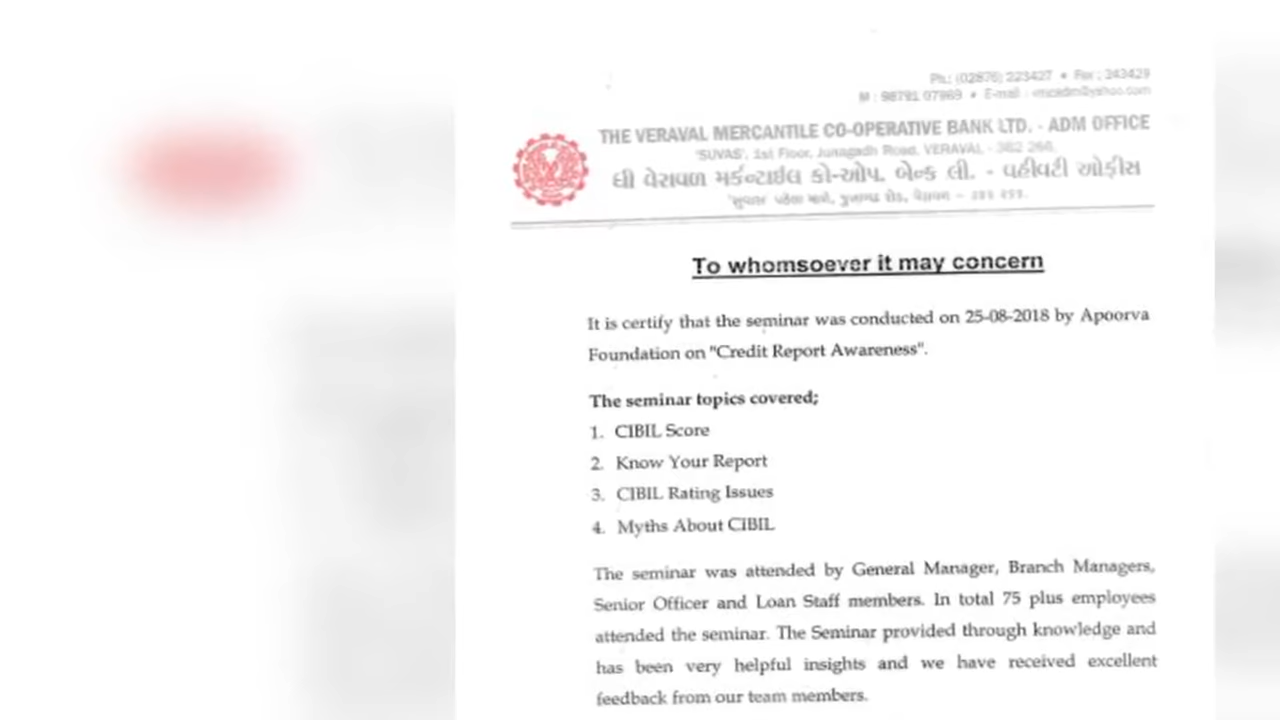 Ph.: (02876) 223427 • Fax : 243429
M : 98791 07969 • E-mail :
THE VERAVAL MERCANTILE CO-OPERATIVE BANK LTD. - ADM OFFICE
'SUVAS', 1st Floor, Junagadh Road, VERAVAL - 362 266.
ધી વેરાવળ મર્કન્ટાઈલ કો-ઓપ. બેન્ક લી. - વહીવટી ઓફીસ
To whomsoever it may concern
It is certify that the seminar was conducted on 25-08-2018 by Apoorva
Foundation on "Credit Report Awareness".
The seminar topics covered;
1. CIBIL Score
2. Know Your Report
3. CIBIL Rating Issues
4. Myths About CIBIL
The seminar was attended by General Manager, Branch Managers,
Senior Officer and Loan Staff members. In total 75 plus employees
attended the seminar. The Seminar provided through knowledge and
has been very helpful insights and we have received excellent
feedback from our team members.